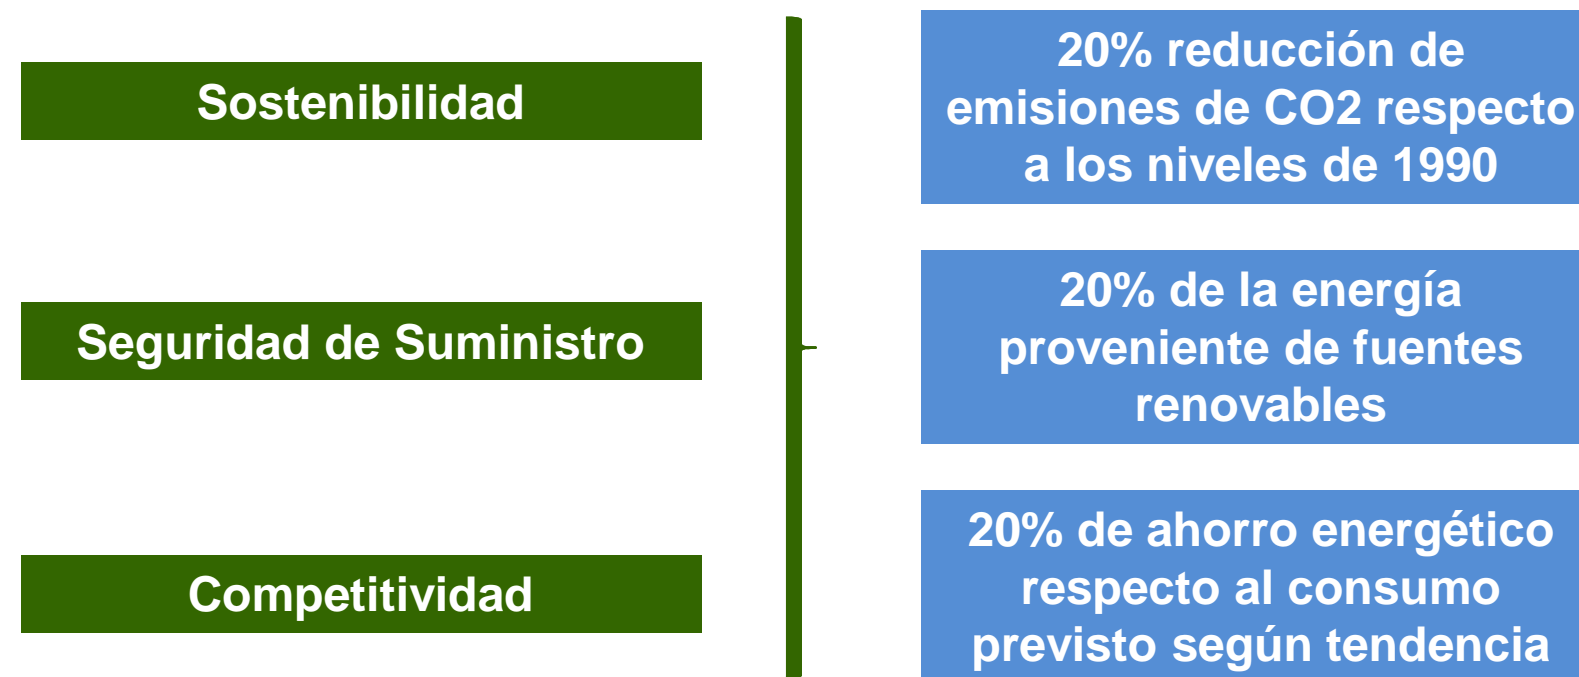 Sostenibilidad
Seguridad de Suministro
Competitividad
20% reducción de
emisiones de CO2 respecto
a los niveles de 1990
20% de la energía
proveniente de fuentes
renovables
20% de ahorro energético
respecto al consumo
previsto según tendencia